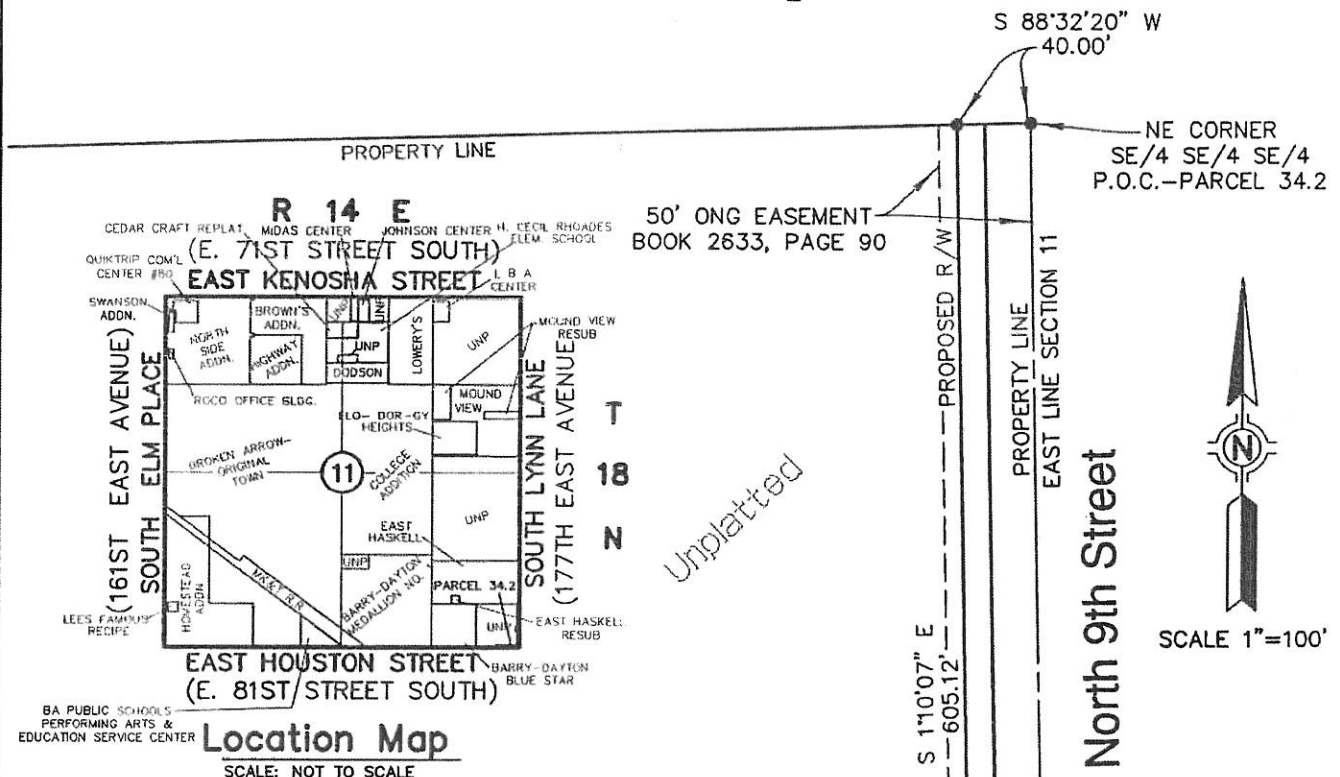 S 88°32'20" W
40.00'
NE CORNER
SE/4 SE/4 SE/4
P.O.C.-PARCEL 34.2
PROPERTY LINE
50' ONG EASEMENT
BOOK 2633, PAGE 90
PROPOSED R/W
PROPERTY LINE
EAST LINE SECTION 11
North 9th Street
S 1°10'07" E
605.12'
Unplatted
N
SCALE 1"=100'
R 14 E
CEDAR CRAFT REPLAT
MIDAS CENTER
JOHNSON CENTER
H. CECIL RHOADES
ELEM. SCHOOL
(E. 71ST STREET SOUTH)
EAST KENOSHA STREET
QUIKTRIP COM'L
CENTER #80
I B A
CENTER
SWANSON
ADDN.
NORTH
SIDE
ADDN.
BROWN'S
ADDN.
HIGHWAY
ADDN.
UNP
UNP
UNP
DODSON
LOWERY'S
UNP
MOUND VIEW
RESUB
MOUND
VIEW
ROCO OFFICE BLDG.
ELO-DOR-GY
HEIGHTS
BROKEN ARROW-
ORIGINAL
TOWN
11
COLLEGE
ADDITION
UNP
T
18
N
(161ST EAST AVENUE)
SOUTH ELM PLACE
SOUTH LYNN LANE
(177TH EAST AVENUE)
EAST
HASKELL
UNP
PARCEL 34.2
HOMESTEAD
ADDN
MK&T R.R
BARRY-DAYTON
MEDALLION NO. 1
LEES FAMOUS
RECIPE
UNP
EAST HASKELL
RESUB
EAST HOUSTON STREET
(E. 81ST STREET SOUTH)
BARRY-DAYTON
BLUE STAR
BA PUBLIC SCHOOLS
PERFORMING ARTS &
EDUCATION SERVICE CENTER
Location Map
SCALE: NOT TO SCALE